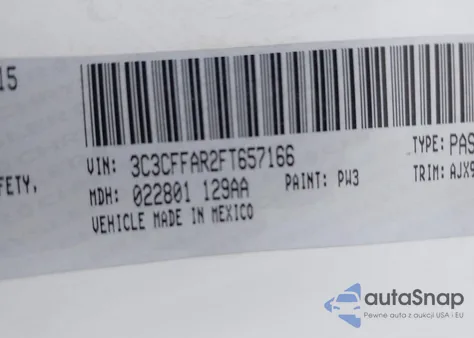 15
FETY,
VIN: 3C3CFFAR2FT657166
TYPE: PAS
MDH: 022801 129AA
PAINT: PW3
TRIM: AJX9
VEHICLE MADE IN MEXICO
autaSnap
Pewne auta z aukcji USA i EU